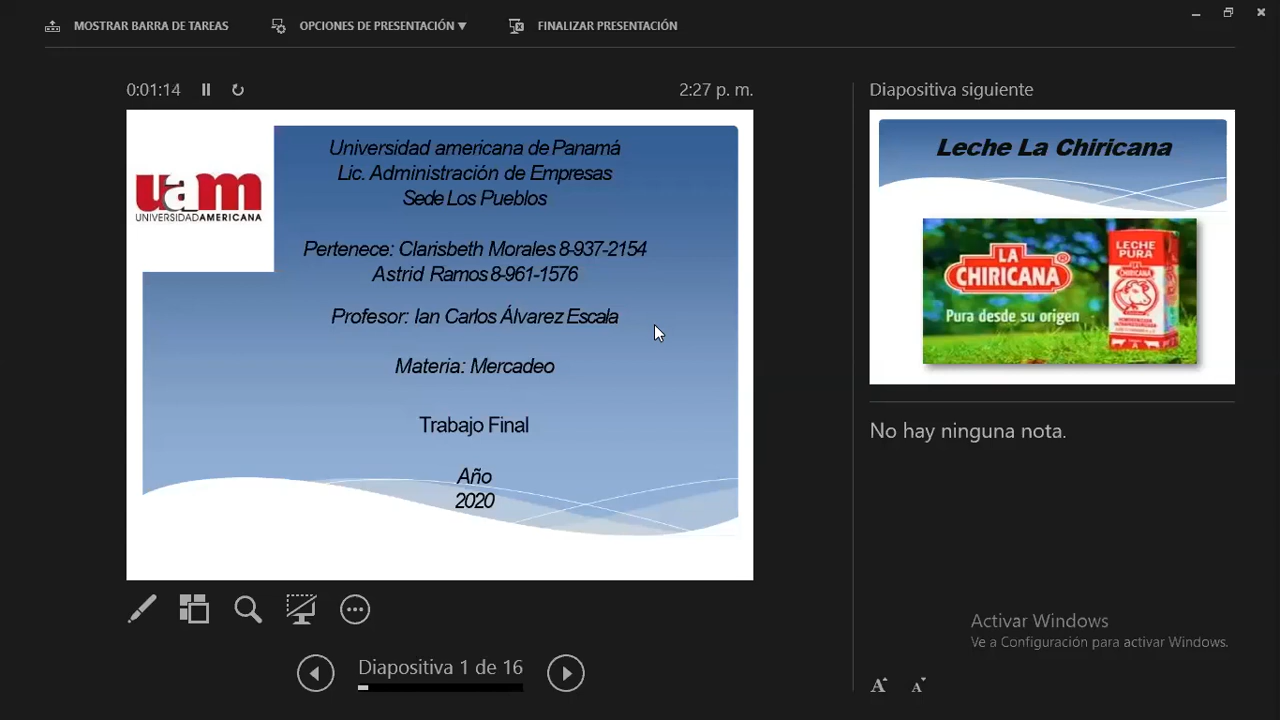 MOSTRAR BARRA DE TAREAS
OPCIONES DE PRESENTACIÓN ▼
FINALIZAR PRESENTACIÓN
0:01:14
2:27 p. m.
uam
UNIVERSIDADAMERICANA
Universidad americana de Panamá
Lic. Administración de Empresas
Sede Los Pueblos
Pertenece: Clarisbeth Morales 8-937-2154
Astrid Ramos 8-961-1576
Profesor: Ian Carlos Álvarez Escala
Materia: Mercadeo
Trabajo Final
Año
2020
Diapositiva 1 de 16
Diapositiva siguiente
Leche La Chiricana
LA
CHIRICANA
Pura desde su origen
LECHE
PURA
LA
CHIRICANA
No hay ninguna nota.
Activar Windows
Ve a Configuración para activar Windows.
A A